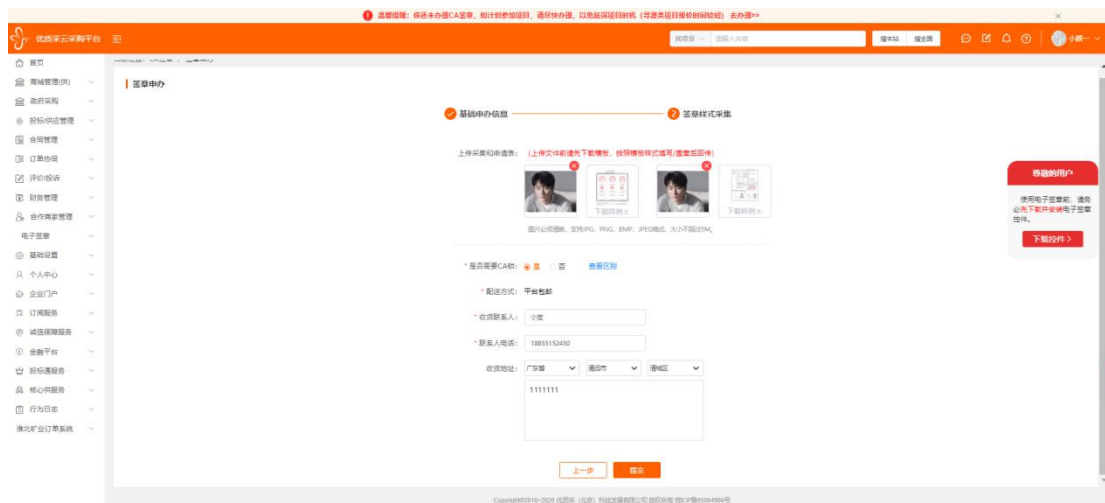 温馨提醒：你还未办理CA签章，如计划参加项目，请尽快办理，以免延误项目时机（寻源类项目报价时间较短） 去办理>>
优质采云采购平台
找项目
请输入内容
搜本站
搜全国
首页
商城管理(供)
政府采购
投标/供应管理
合同管理
订单协同
评价/投诉
财务管理
合作商家管理
电子签章
基础设置
个人中心
企业门户
订阅服务
诚信保障服务
金融平台
投标通服务
核心供服务
行为日志
淮北矿业订单系统
签章申办
基础申办信息
2 签章样式采集
上传采集和申请表：（上传文件前请先下载模板，按照模板样式填写/盖章后回传）
下载样例
下载样例
图片必须清晰，支持JPG、PNG、BMP、JPEG格式，大小不超过5M。
* 是否需要CA锁： 是 否 查看区别
* 配送方式： 平台包邮
* 收货联系人： 小宝
* 联系人电话： 18855152450
收货地址： 广东省 清远市 清城区
1111111
上一步
提交
尊敬的用户
使用电子签章前，请务
必先下载并安装电子签章
控件。
下载控件 >